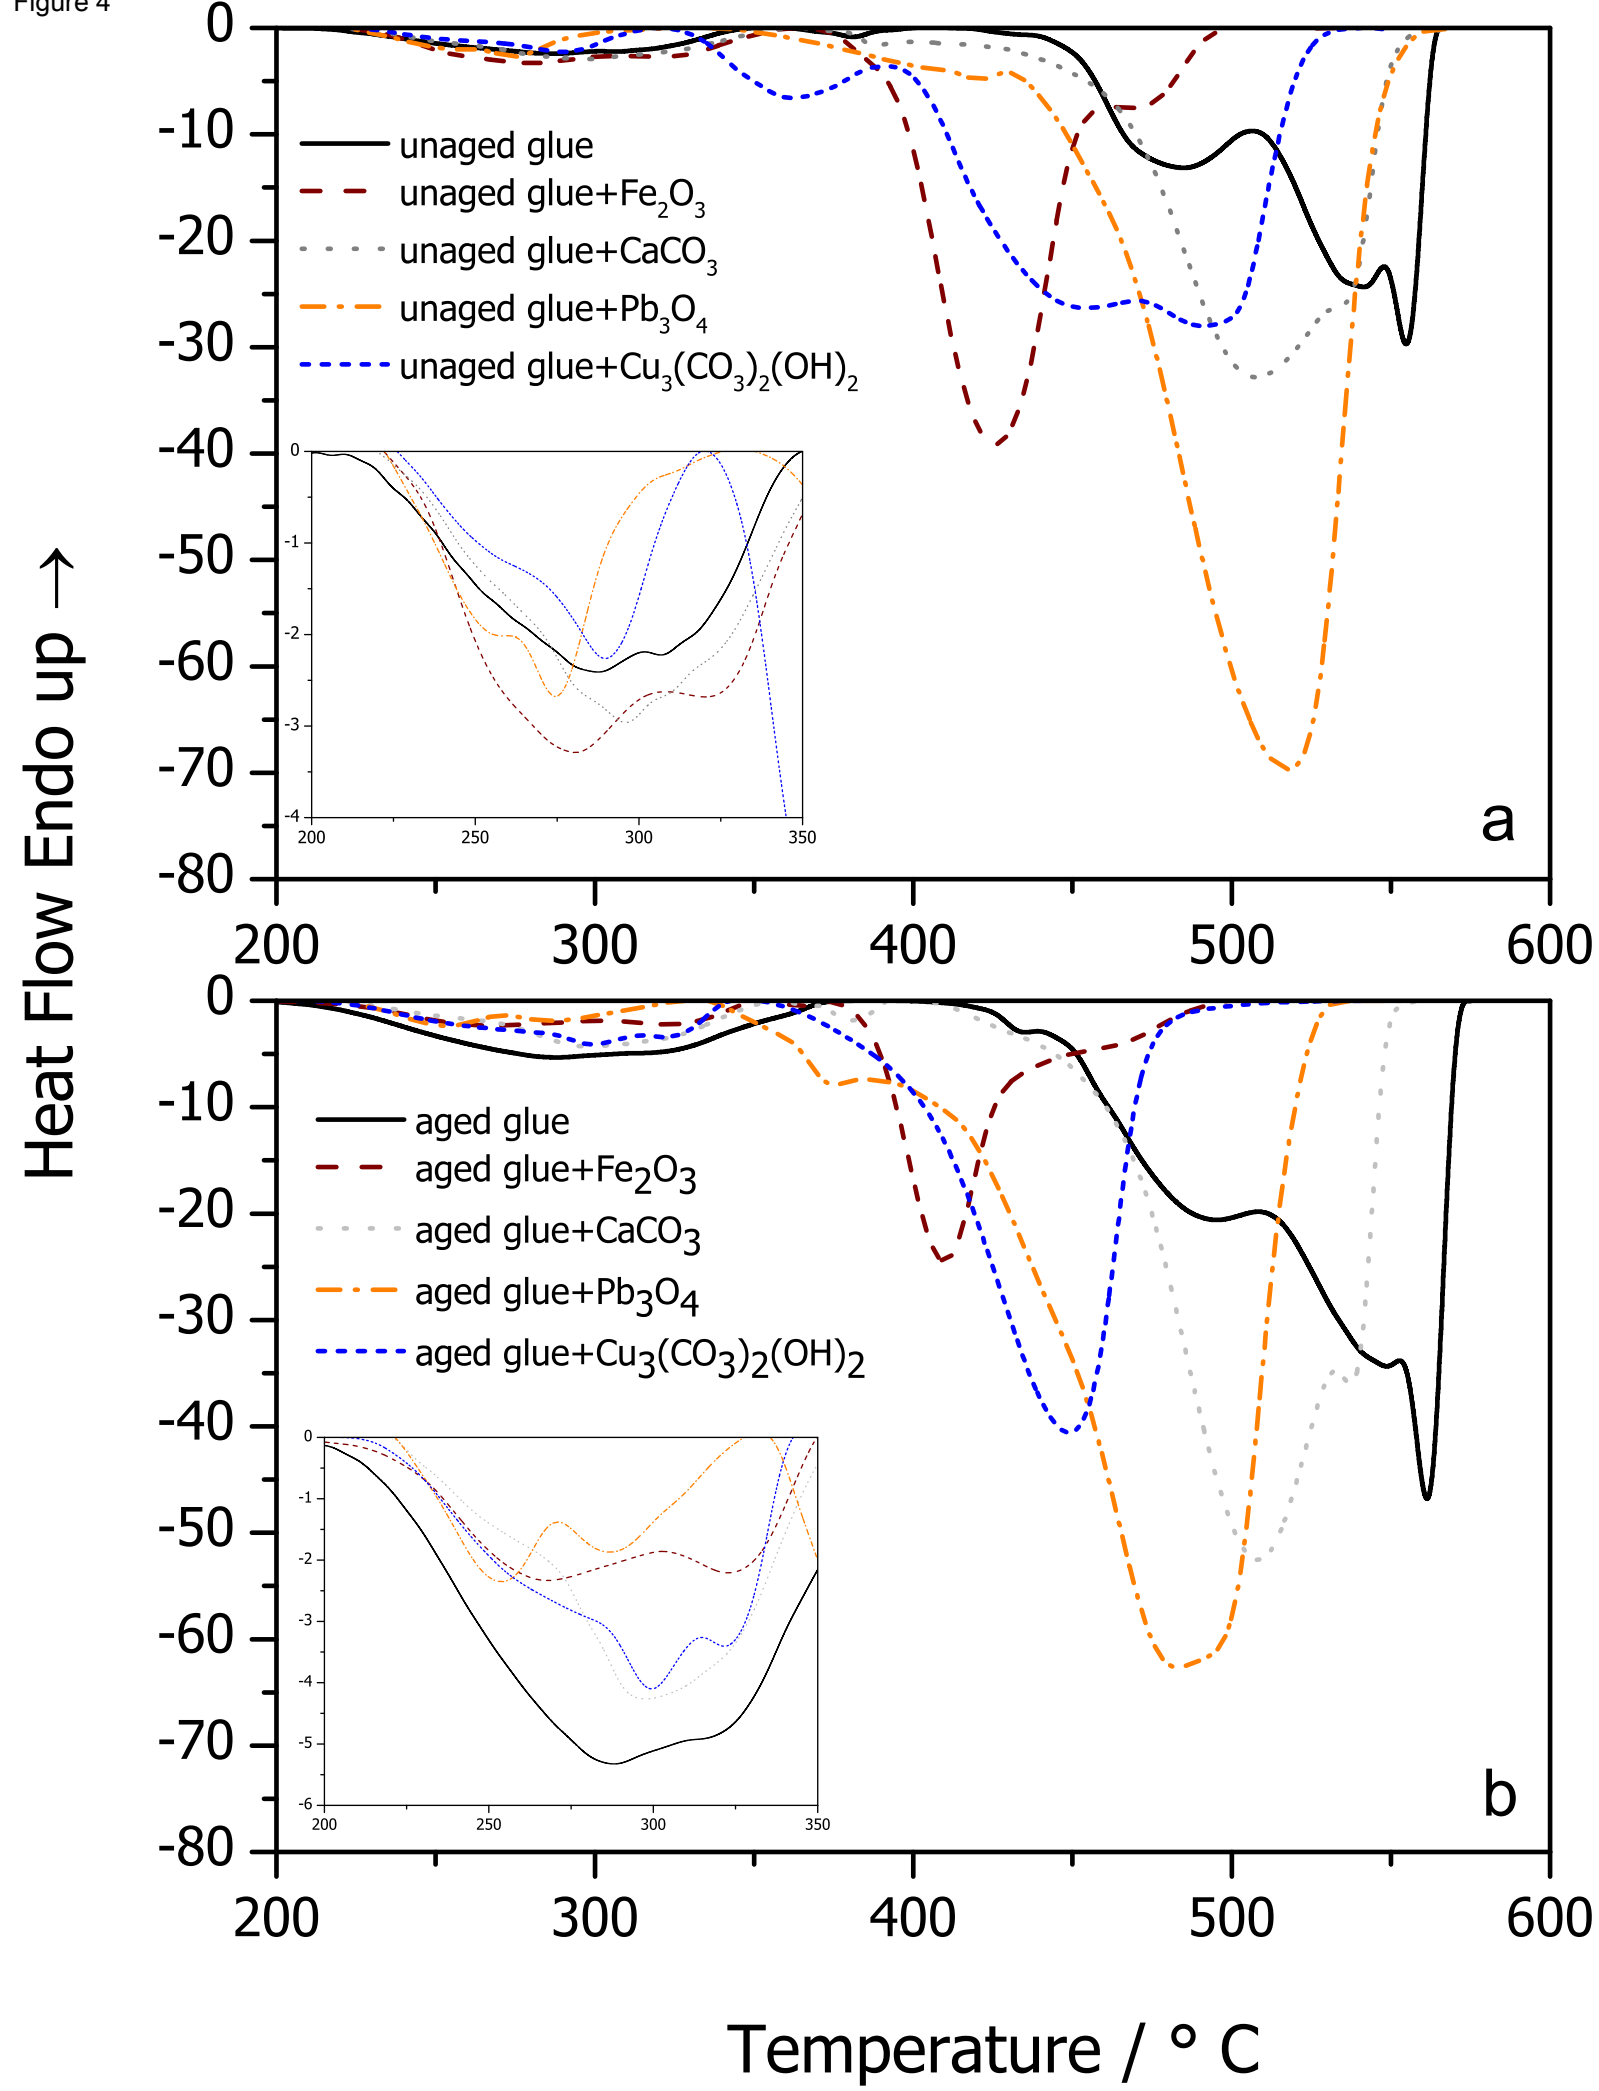 Figure 4
Heat Flow Endo up →
0
-10
-20
-30
-40
-50
-60
-70
-80
unaged glue
unaged glue+Fe₂O₃
unaged glue+CaCO₃
unaged glue+Pb₃O₄
unaged glue+Cu₃(CO₃)₂(OH)₂
0
-1
-2
-3
-4
200 250 300 350
a
200 300 400 500 600
0
-10
-20
-30
-40
-50
-60
-70
-80
aged glue
aged glue+Fe₂O₃
aged glue+CaCO₃
aged glue+Pb₃O₄
aged glue+Cu₃(CO₃)₂(OH)₂
0
-1
-2
-3
-4
-5
-6
200 250 300 350
b
200 300 400 500 600
Temperature / ° C